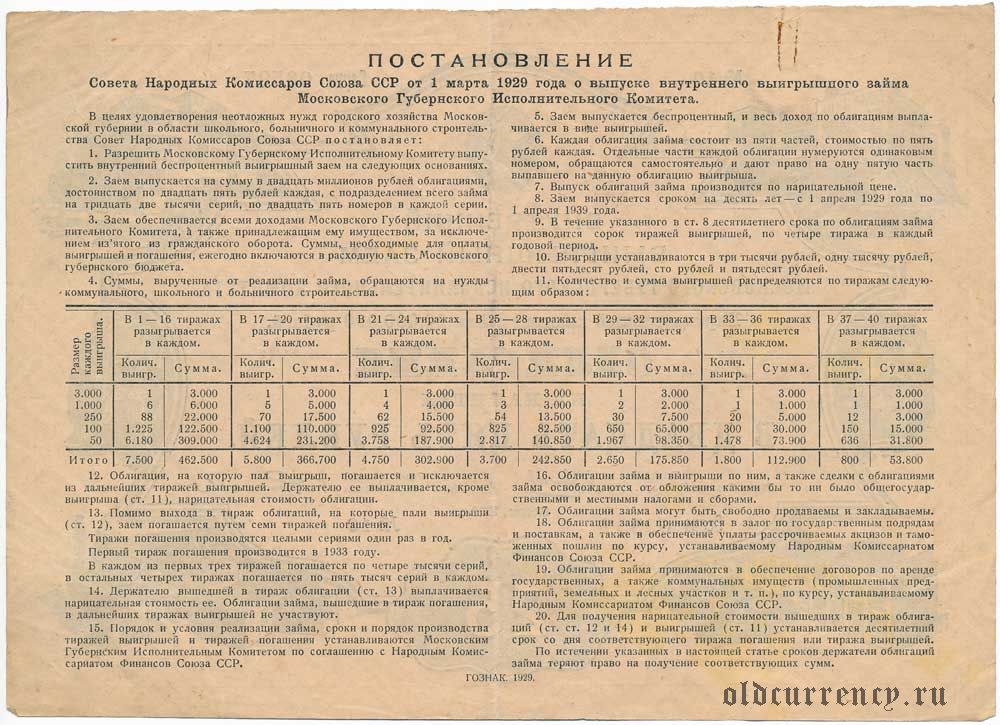 ПОСТАНОВЛЕНИЕ
Совета Народных Комиссаров Союза ССР от 1 марта 1929 года о выпуске внутреннего выигрышного займа
Московского Губернского Исполнительного Комитета.
В целях удовлетворения неотложных нужд городского хозяйства Москов-
ской губернии в области школьного, больничного и коммунального строитель-
ства Совет Народных Комиссаров Союза ССР постановляет:
1. Разрешить Московскому Губернскому Исполнительному Комитету выпу-
стить внутренний беспроцентный выигрышный заем на следующих основаниях.
2. Заем выпускается на сумму в двадцать миллионов рублей облигациями,
достоинством по двадцать пять рублей каждая, с подразделением всего займа
на тридцать две тысячи серий, по двадцать пять номеров в каждой серии.
3. Заем обеспечивается всеми доходами Московского Губернского Испол-
нительного Комитета, а также принадлежащим ему имуществом, за исключе-
нием из'ятого из гражданского оборота. Суммы, необходимые для оплаты
выигрышей и погашения, ежегодно включаются в расходную часть Московского
губернского бюджета.
4. Суммы, вырученные от реализации займа, обращаются на нужды
коммунального, школьного и больничного строительства.
5. Заем выпускается беспроцентный, и весь доход по облигациям выпла-
чивается в виде выигрышей.
6. Каждая облигация займа состоит из пяти частей, стоимостью по пять
рублей каждая. Отдельные части каждой облигации нумеруются одинаковым
номером, обращаются самостоятельно и дают право на одну пятую часть
выпавшего на данную облигацию выигрыша.
7. Выпуск облигаций займа производится по нарицательной цене.
8. Заем выпускается сроком на десять лет—с 1 апреля 1929 года по
1 апреля 1939 года.
9. В течение указанного в ст. 8 десятилетнего срока по облигациям займа
производится сорок тиражей выигрышей, по четыре тиража в каждый
годовой период.
10. Выигрыши устанавливаются в три тысячи рублей, одну тысячу рублей,
двести пятьдесят рублей, сто рублей и пятьдесят рублей.
11. Количество и сумма выигрышей распределяются по тиражам следую-
щим образом:
Размер каждого выигрыша. В 1—16 тиражах разыгрывается в каждом. В 17—20 тиражах разыгрывается в каждом. В 21—24 тиражах разыгрывается в каждом. В 25—28 тиражах разыгрывается в каждом. В 29—32 тиражах разыгрывается в каждом. В 33—36 тиражах разыгрывается в каждом. В 37—40 тиражах разыгрывается в каждом.
Колич. выигр. Сумма. Колич. выигр. Сумма. Колич. выигр. Сумма. Колич. выигр. Сумма. Колич. выигр. Сумма. Колич. выигр. Сумма. Колич. выигр. Сумма.
3.000 1 3.000 1 3.000 1 3.000 1 3.000 1 3.000 1 3.000 1 3.000
1.000 6 6.000 5 5.000 4 4.000 3 3.000 2 2.000 1 1.000 1 1.000
250 88 22.000 70 17.500 62 15.500 54 13.500 30 7.500 20 5.000 12 3.000
100 1.225 122.500 1.100 110.000 925 92.500 825 82.500 650 65.000 300 30.000 150 15.000
50 6.180 309.000 4.624 231.200 3.758 187.900 2.817 140.850 1.967 98.350 1.478 73.900 636 31.800
Итого 7.500 462.500 5.800 366.700 4.750 302.900 3.700 242.850 2.650 175.850 1.800 112.900 800 53.800
12. Облигация, на которую пал выигрыш, погашается и исключается
из дальнейших тиражей выигрышей. Держателю ее выплачивается, кроме
выигрыша (ст. 11), нарицательная стоимость облигации.
13. Помимо выхода в тираж облигаций, на которые пали выигрыши
(ст. 12), заем погашается путем семи тиражей погашения.
Тиражи погашения производятся целыми сериями один раз в год.
Первый тираж погашения производится в 1933 году.
В каждом из первых трех тиражей погашается по четыре тысячи серий,
в остальных четырех тиражах погашается по пять тысяч серий в каждом.
14. Держателю вышедшей в тираж облигации (ст. 13) выплачивается
нарицательная стоимость ее. Облигации займа, вышедшие в тираж погашения,
в дальнейших тиражах выигрышей не участвуют.
15. Порядок и условия реализации займа, сроки и порядок производства
тиражей выигрышей и тиражей погашения устанавливаются Московским
Губернским Исполнительным Комитетом по соглашению с Народным Комис-
сариатом Финансов Союза ССР.
16. Облигации займа и выигрыши по ним, а также сделки с облигациями
займа освобождаются от обложения какими бы то ни было общегосудар-
ственными и местными налогами и сборами.
17. Облигации займа могут быть свободно продаваемы и закладываемы.
18. Облигации займа принимаются в залог по государственным подрядам
и поставкам, а также в обеспечение уплаты рассрочиваемых акцизов и тамо-
женных пошлин по курсу, устанавливаемому Народным Комиссариатом
Финансов Союза ССР.
19. Облигации займа принимаются в обеспечение договоров по аренде
государственных, а также коммунальных имуществ (промышленных пред-
приятий, земельных и лесных участков и т. п.), по курсу, устанавливаемому
Народным Комиссариатом Финансов Союза ССР.
20. Для получения нарицательной стоимости вышедших в тираж облига-
ций (ст. ст. 12 и 14) и выигрышей (ст. 11) устанавливается десятилетний
срок со дня соответствующего тиража погашения или тиража выигрышей.
По истечении указанных в настоящей статье сроков держатели облигаций
займа теряют право на получение соответствующих сумм.
ГОЗНАК. 1929.
oldcurrency.ru